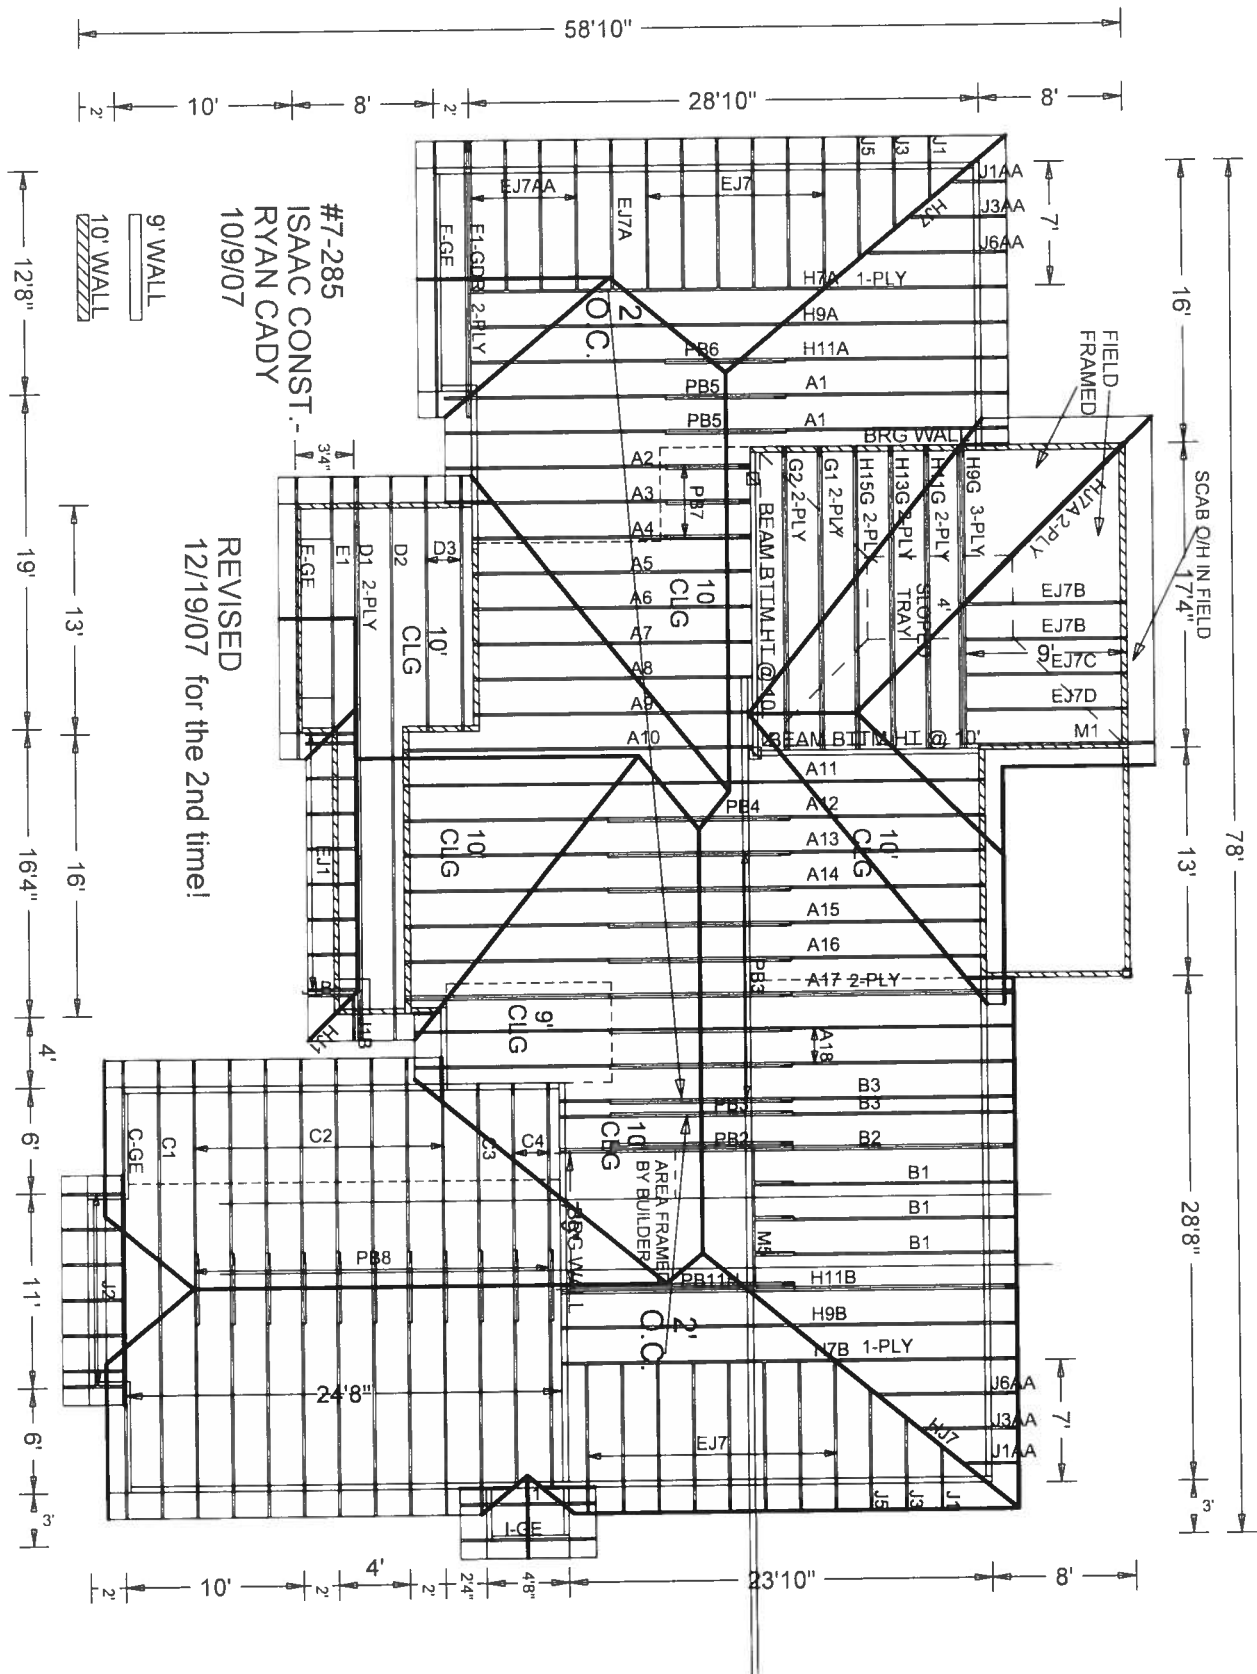 58'10"
2'
10'
8'
2'
28'10"
8'
J5
J3
J1
J1AA
J3AA
J6AA
HJ7
7'
EJ7AA
EJ7A
EJ7
E1-GDR 2-PLY
H7A 1-PLY
H9A
2'
O.C.
PB6
H11A
PB5
A1
PB5
A1
#7-285
ISAAC CONST.-
RYAN CADY
10/9/07
9' WALL
10' WALL
12'8"
16'
FIELD
FRAMED
SCAB O/H IN FIELD
A2
A3
PB7
A4
A5
A6
A7
A8
A9
A10
10'
CLG
G2 2-PLY
G1 2-PLY
H13G 2-PLY
H11G 2-PLY
H9G 3-PLY
HJ7A 2-PLY
4'
SLOPED
TRAY
BEAM BTTM HT @ 10'
BEAM BTTM HT @ 10'
EJ7B
EJ7B
9'
EJ7C
EJ7D
M1
17'4"
3'4"
E-GE
E1
D1 2-PLY
D2
D3
10'
CLG
19'
13'
REVISED
12/19/07 for the 2nd time!
A11
PB4
A12
A13
A14
A15
A16
A17 2-PLY
10'
CLG
10'
CLG
PB3
EJ1
16'4"
16'
13'
78'
9'
CLG
A18
B3
PB3
B3
PB2
B2
10'
CLG
AREA FRAMED
BY BUILDER
B1
B1
B1
M5
H11B
H9B
2'
O.C.
H7B 1-PLY
C-GE
C1
C2
C3
C4
PB8
J2
24'8"
EJ7
J6AA
J3AA
J1AA
HJ7
J5
J3
J1
7'
4'
6'
11'
6'
3'
28'8"
3'
I-GE
2'
10'
2'
4'
2'
2'4"
4'8"
23'10"
8'